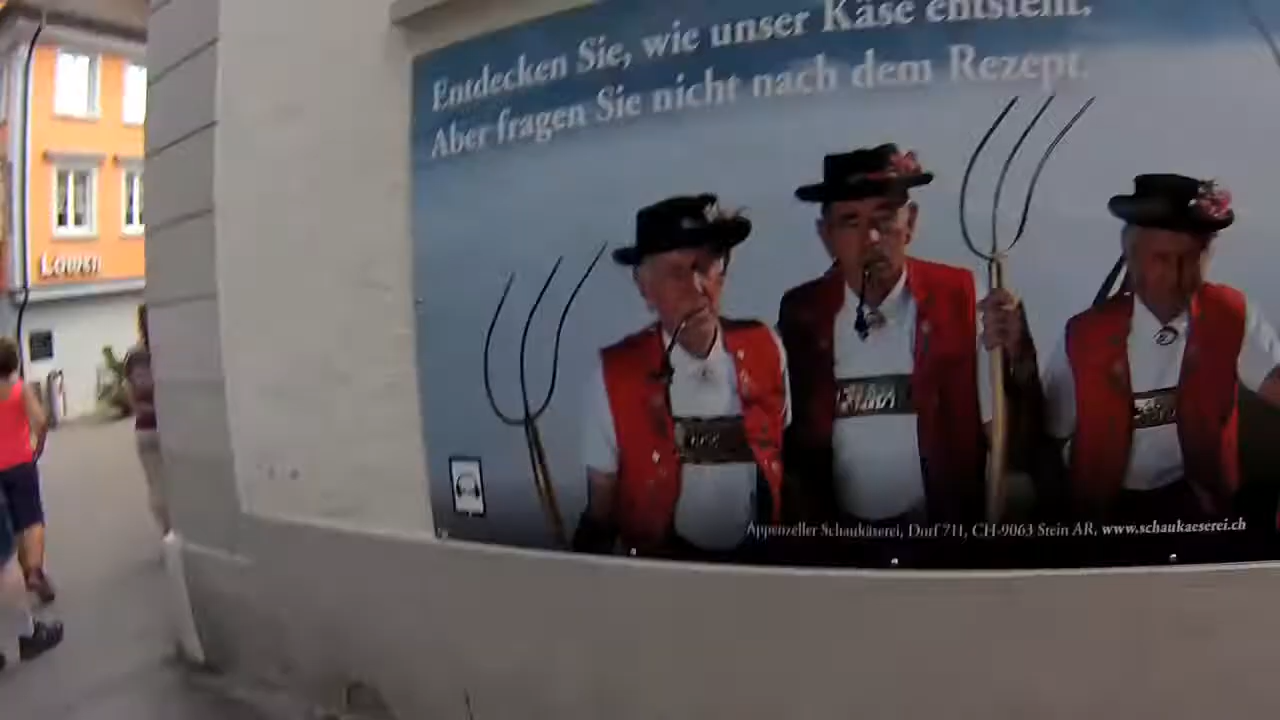 Entdecken Sie, wie unser Käse entsteht.
Aber fragen Sie nicht nach dem Rezept.
Löwen
Appenzeller Schaukäserei, Dorf 711, CH-9063 Stein AR, www.schaukaeserei.ch